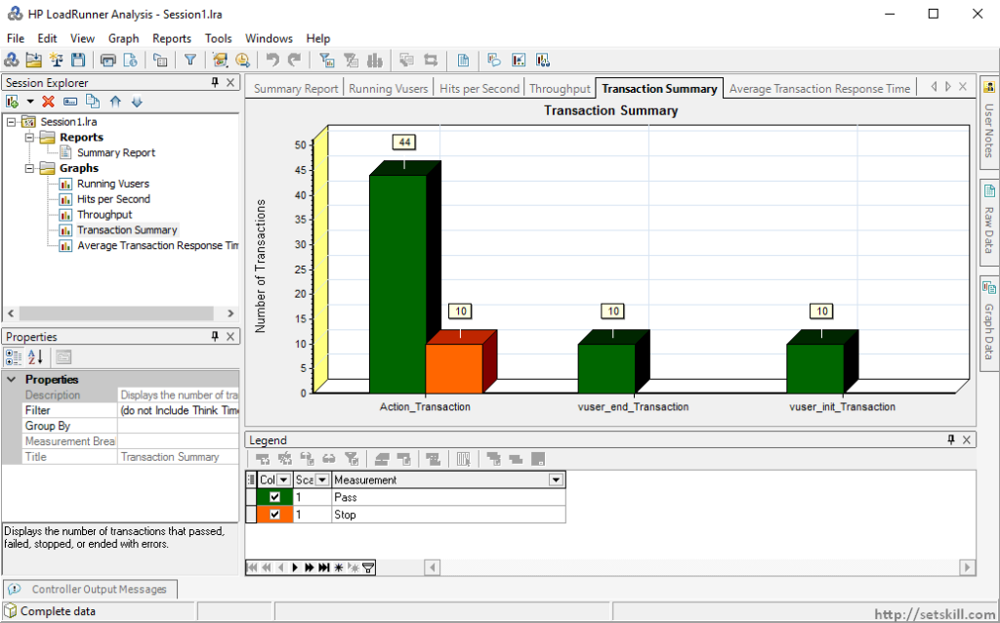 HP LoadRunner Analysis - Session1.lra
File Edit View Graph Reports Tools Windows Help
Session Explorer
Session1.lra
Reports
Summary Report
Graphs
Running Vusers
Hits per Second
Throughput
Transaction Summary
Average Transaction Response Tim
Properties
Properties
Description Displays the number of tra
Filter (do not Include Think Time
Group By
Measurement Brea
Title Transaction Summary
Displays the number of transactions that passed,
failed, stopped, or ended with errors.
Summary Report Running Vusers Hits per Second Throughput Transaction Summary Average Transaction Response Time
Transaction Summary
Number of Transactions
50
45
40
35
30
25
20
15
10
5
0
44
10
10
10
Action_Transaction vuser_end_Transaction vuser_init_Transaction
Legend
Col Sca Measurement
1 Pass
1 Stop
User Notes
Raw Data
Graph Data
Controller Output Messages
Complete data
http://setskill.com